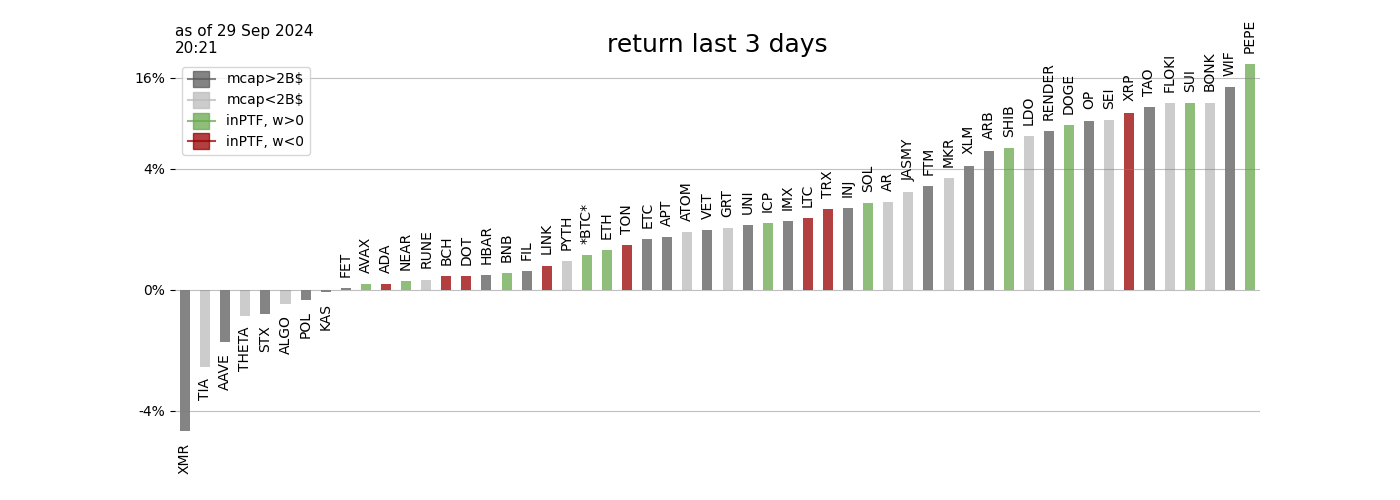 as of 29 Sep 2024
20:21
return last 3 days
mcap>2B$
mcap<2B$
inPTF, w>0
inPTF, w<0
16%
4%
0%
-4%
XMR
TIA
AAVE
THETA
STX
ALGO
POL
KAS
FET
AVAX
ADA
NEAR
RUNE
BCH
DOT
HBAR
BNB
FIL
LINK
PYTH
*BTC*
ETH
TON
ETC
APT
ATOM
VET
GRT
UNI
ICP
IMX
LTC
TRX
INJ
SOL
AR
JASMY
FTM
MKR
XLM
ARB
SHIB
LDO
RENDER
DOGE
OP
SEI
XRP
TAO
FLOKI
SUI
BONK
WIF
PEPE